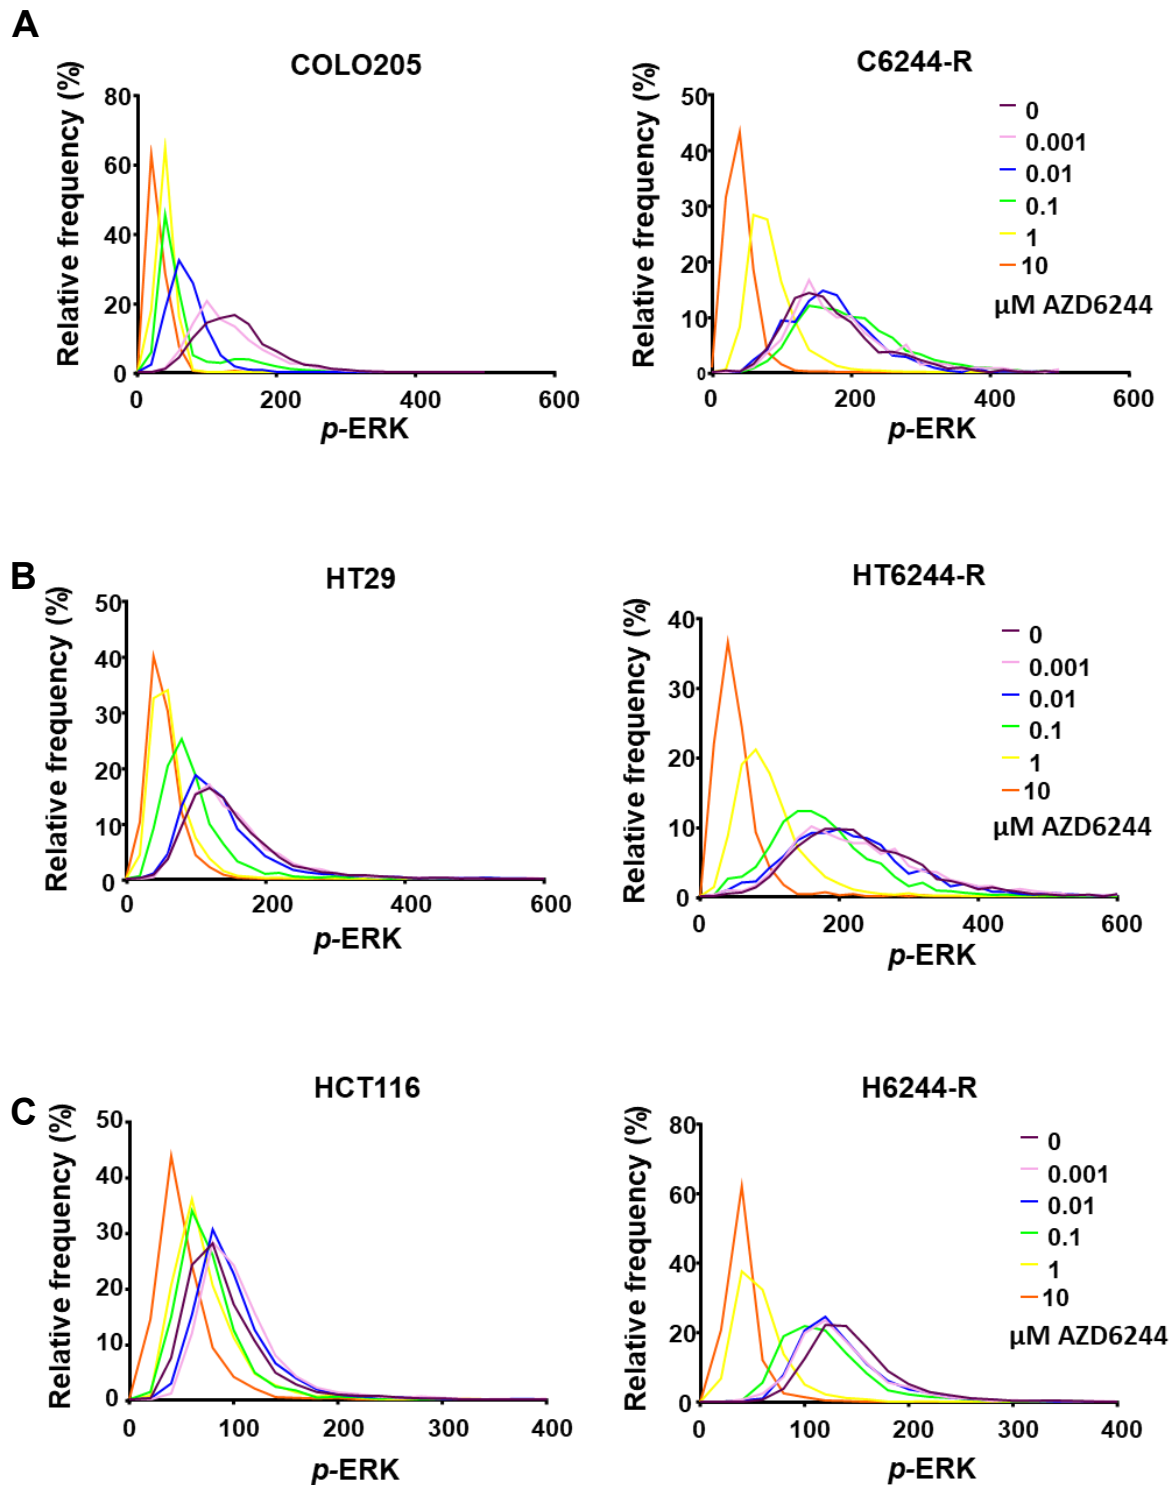 A
COLO205
Relative frequency (%)
80
60
40
20
0
0 200 400 600
p-ERK
C6244-R
Relative frequency (%)
50
40
30
20
10
0
0 200 400 600
p-ERK
0
0.001
0.01
0.1
1
10
µM AZD6244
B
HT29
Relative frequency (%)
50
40
30
20
10
0
0 200 400 600
p-ERK
HT6244-R
Relative frequency (%)
40
30
20
10
0
0 200 400 600
p-ERK
0
0.001
0.01
0.1
1
10
µM AZD6244
C
HCT116
Relative frequency (%)
50
40
30
20
10
0
0 100 200 300 400
p-ERK
H6244-R
Relative frequency (%)
80
60
40
20
0
0 100 200 300 400
p-ERK
0
0.001
0.01
0.1
1
10
µM AZD6244